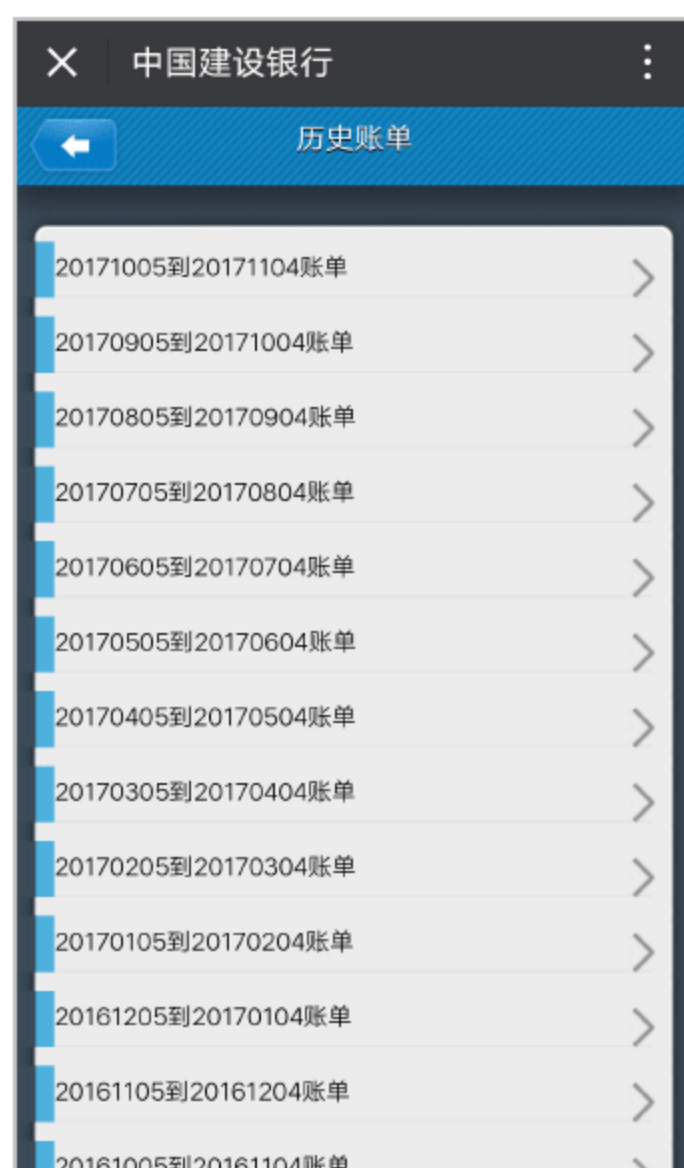 中国建设银行
历史账单
20171005到20171104账单
20170905到20171004账单
20170805到20170904账单
20170705到20170804账单
20170605到20170704账单
20170505到20170604账单
20170405到20170504账单
20170305到20170404账单
20170205到20170304账单
20170105到20170204账单
20161205到20170104账单
20161105到20161204账单
20161005到20161104账单